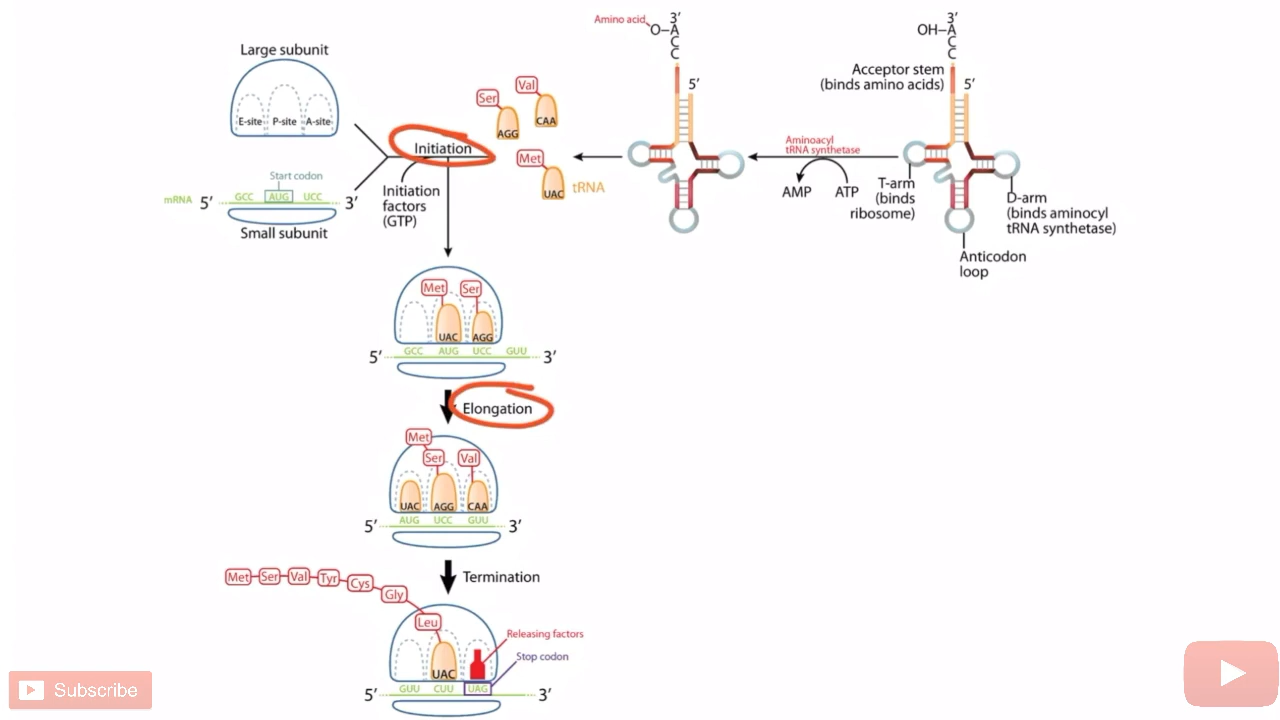 Large subunit
E-site P-site A-site
Start codon
mRNA 5′ GCC AUG UCC 3′
Small subunit
Initiation
Initiation
factors
(GTP)
Ser
AGG
Val
CAA
Met
UAC
tRNA
Amino acid
3′
O–A
C
C
5′
Aminoacyl
tRNA synthetase
AMP ATP
3′
OH–A
C
C
Acceptor stem
(binds amino acids)
5′
T-arm
(binds
ribosome)
D-arm
(binds aminocyl
tRNA synthetase)
Anticodon
loop
Met Ser
UAC AGG
5′ GCC AUG UCC GUU 3′
Elongation
Met
Ser Val
UAC AGG CAA
5′ AUG UCC GUU 3′
Termination
Met Ser Val Tyr Cys Gly Leu
Releasing factors
Stop codon
UAC
5′ GUU CUU UAG 3′
Subscribe